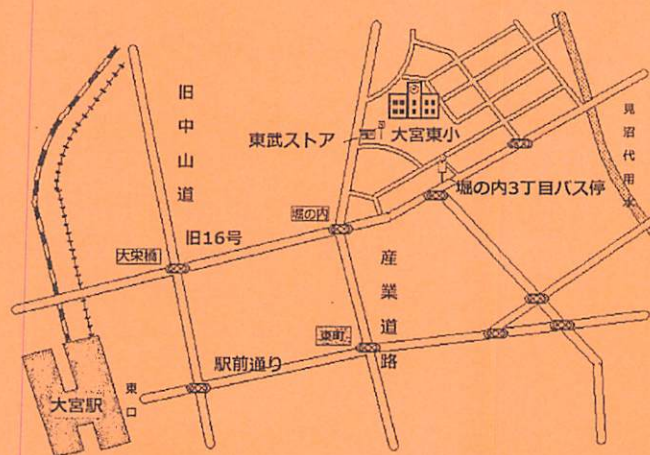 旧中山道
東武ストア
大宮東小
見沼代用水
堀の内3丁目バス停
堀の内
旧16号
大栄橋
産業道路
東町
駅前通り
東口
大宮駅